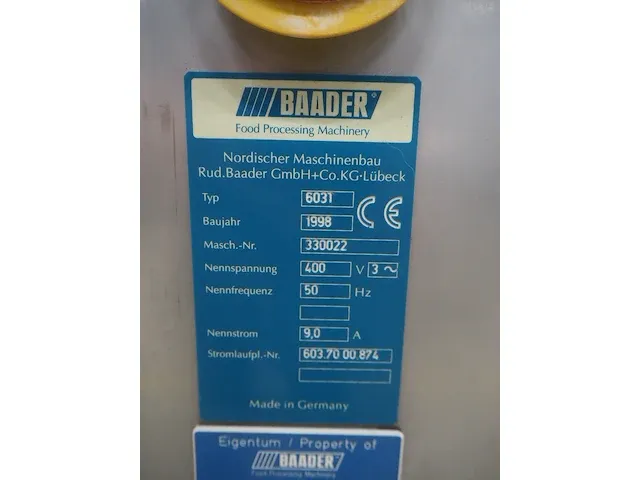 BAADER®
Food Processing Machinery
Nordischer Maschinenbau
Rud.Baader GmbH+Co.KG·Lübeck
Typ 6031 CE
Baujahr 1998
Masch.-Nr. 330022
Nennspannung 400 V 3 ~
Nennfrequenz 50 Hz
Nennstrom 9,0 A
Stromlaufpl.-Nr. 603.70 00.874
Made in Germany
Eigentum / Property of
BAADER
Food Processing Machinery